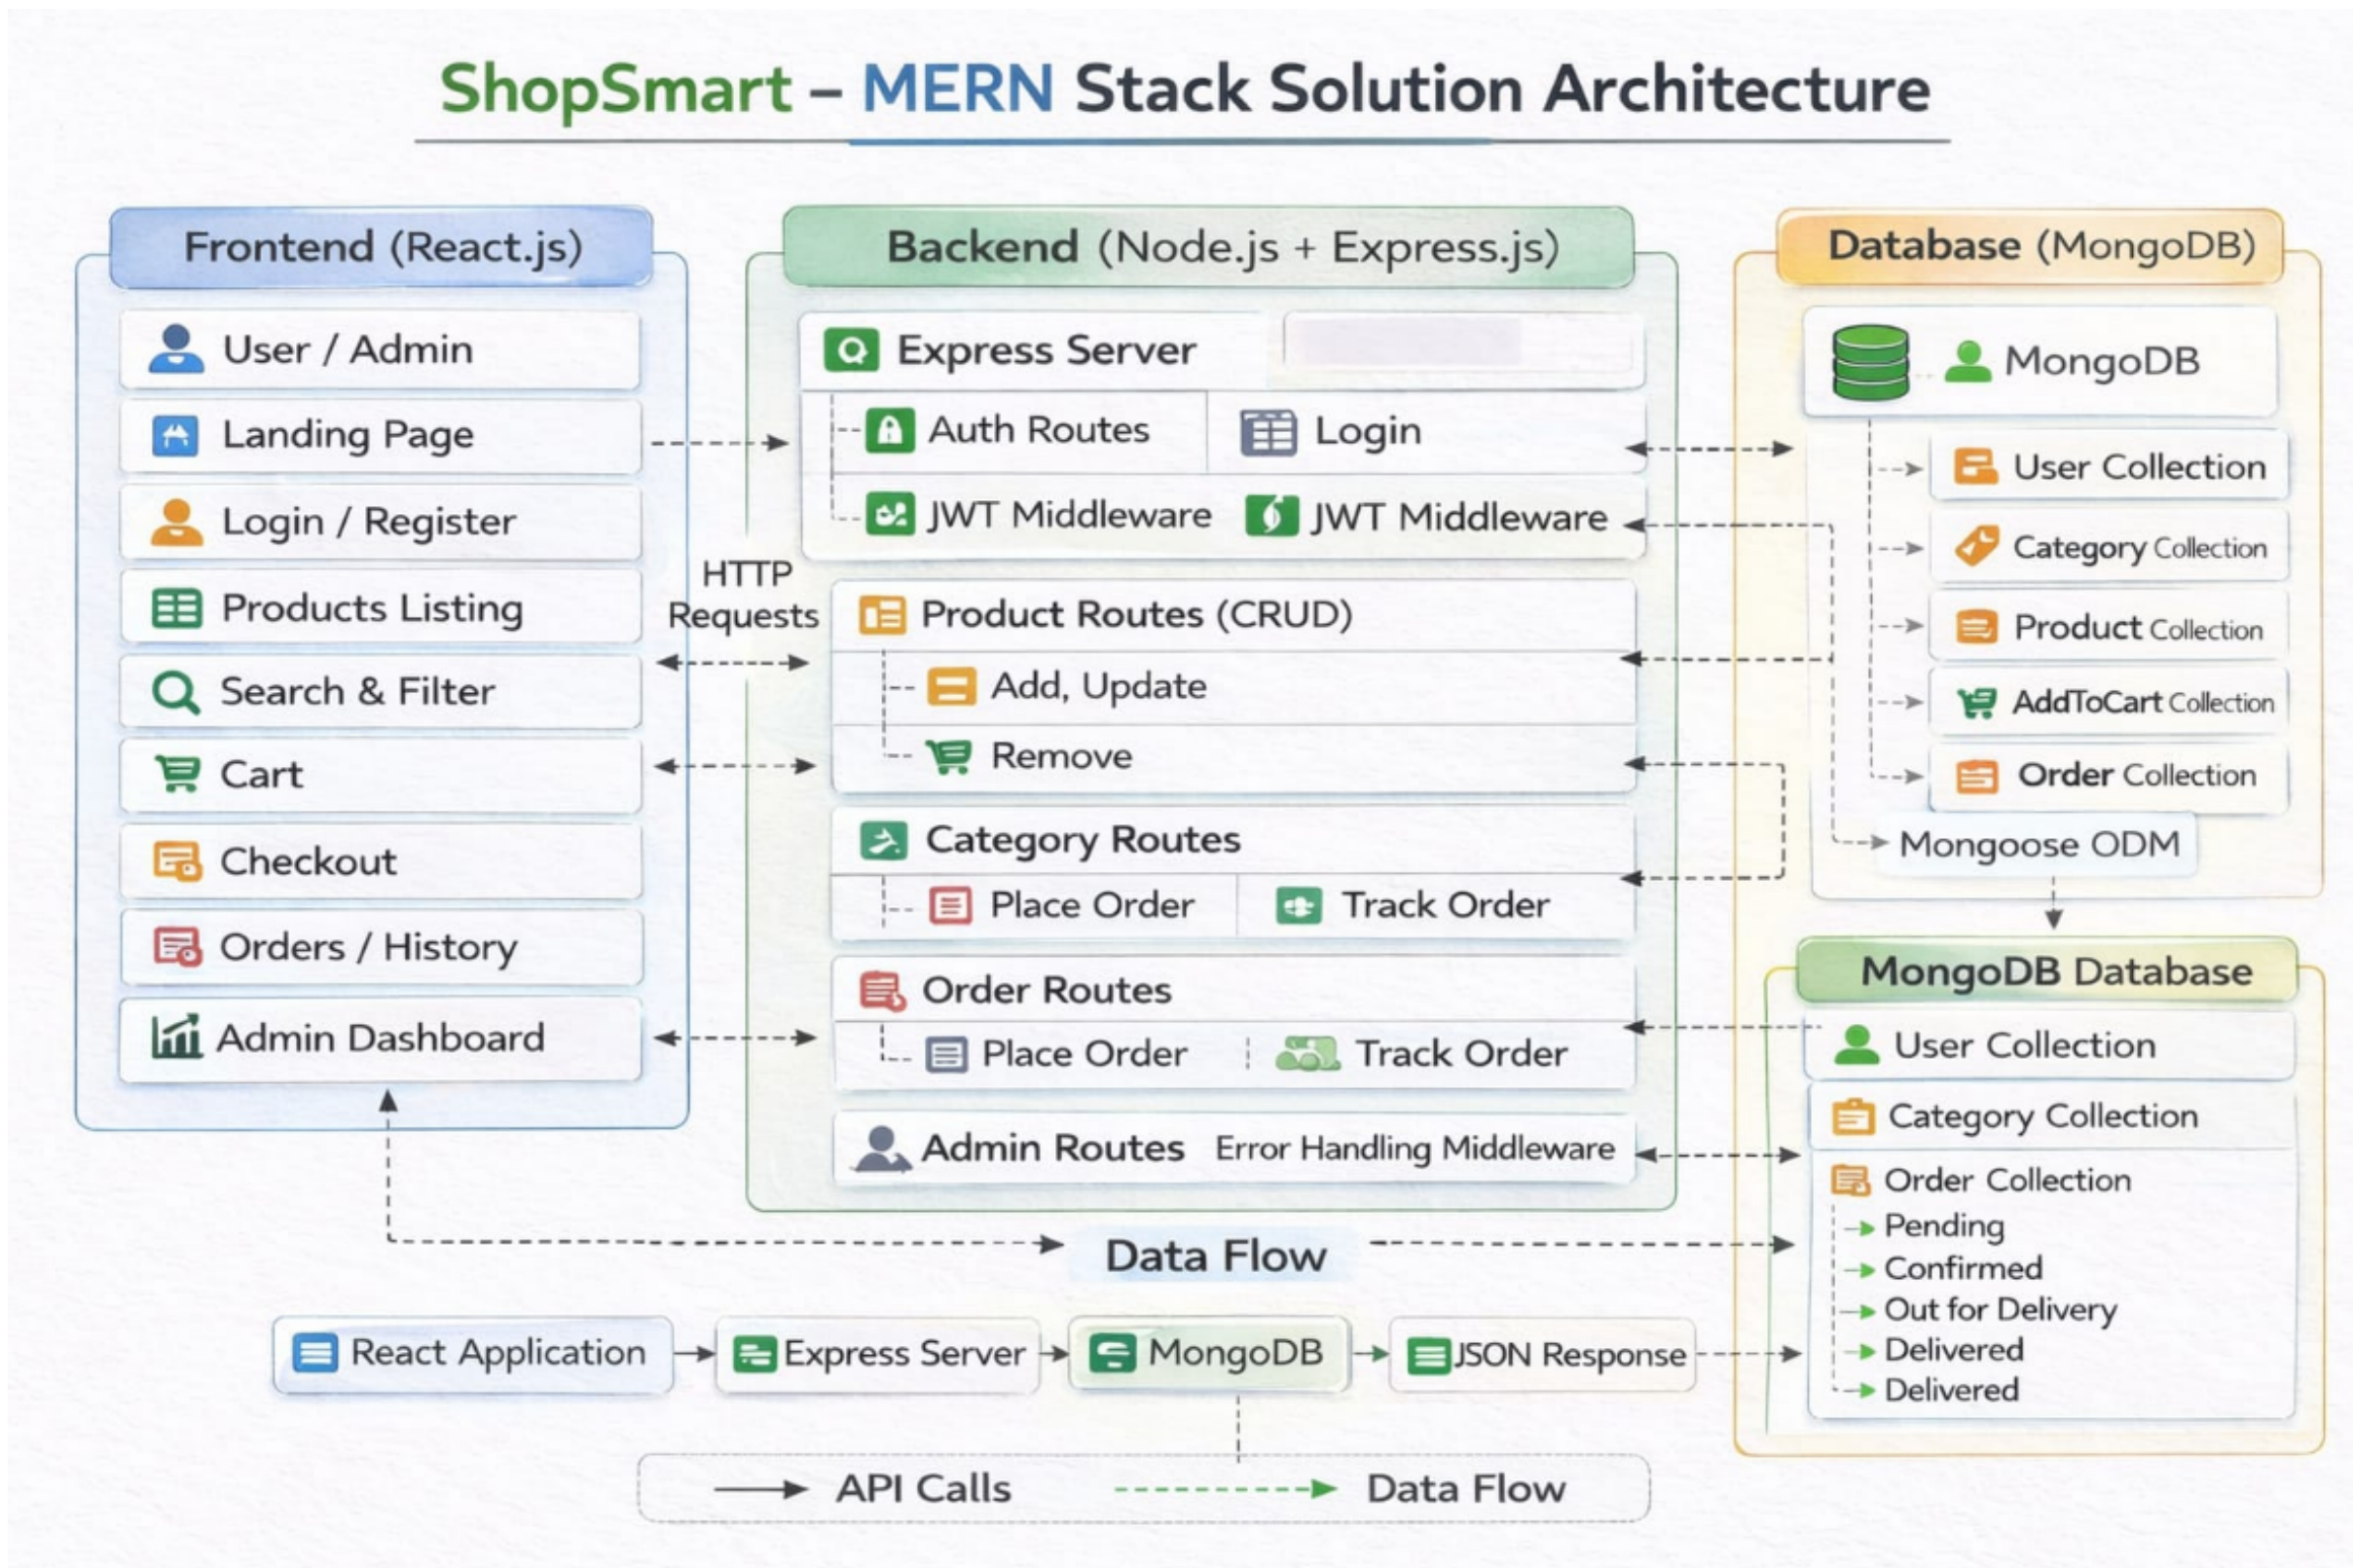 ShopSmart – MERN Stack Solution Architecture
Frontend (React.js)
User / Admin
Landing Page
Login / Register
Products Listing
Search & Filter
Cart
Checkout
Orders / History
Admin Dashboard
HTTP
Requests
Backend (Node.js + Express.js)
Express Server
Auth Routes
Login
JWT Middleware
JWT Middleware
Product Routes (CRUD)
Add, Update
Remove
Category Routes
Place Order
Track Order
Order Routes
Place Order
Track Order
Admin Routes
Error Handling Middleware
Database (MongoDB)
MongoDB
User Collection
Category Collection
Product Collection
AddToCart Collection
Order Collection
Mongoose ODM
MongoDB Database
User Collection
Category Collection
Order Collection
Pending
Confirmed
Out for Delivery
Delivered
Delivered
Data Flow
React Application
Express Server
MongoDB
JSON Response
API Calls
Data Flow